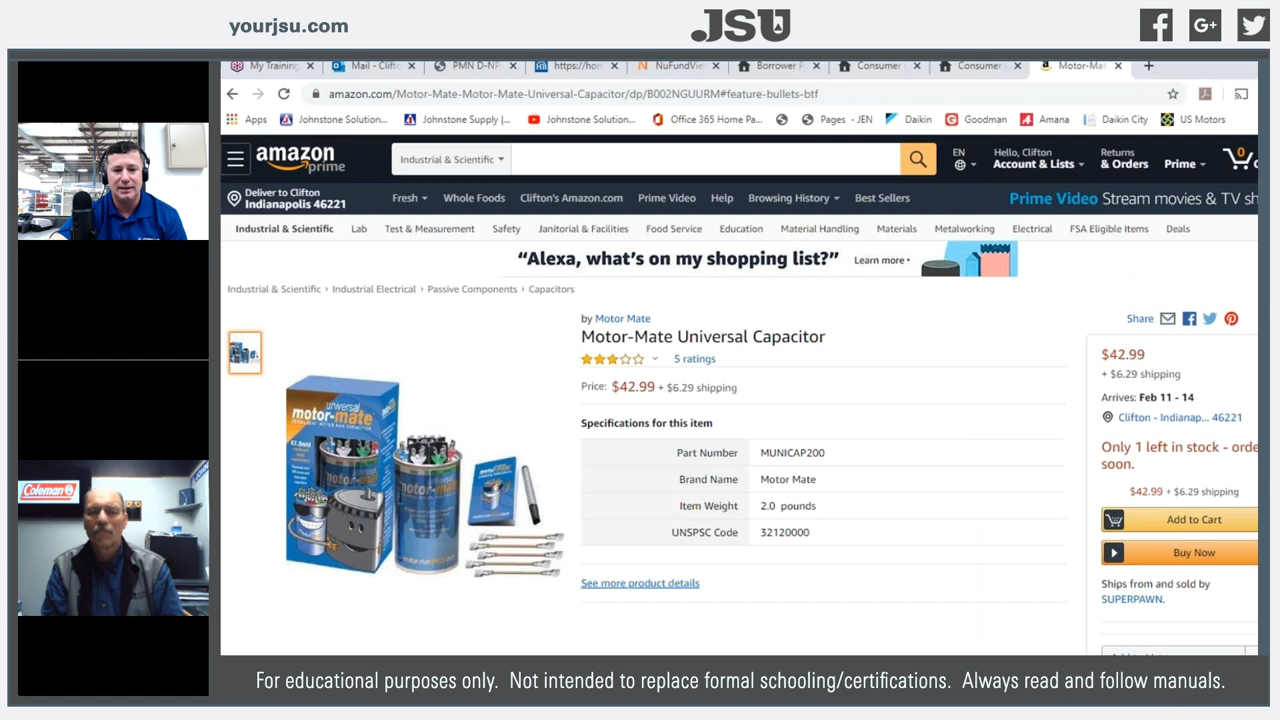 yourjsu.com
JSU
G+
My Training
Mail - Clifto
PMN D-NP
https://hom
NuFundVie
Borrower P
Consumer L
Consumer
Motor-Mat
amazon.com/Motor-Mate-Motor-Mate-Universal-Capacitor/dp/B002NGUURM#feature-bullets-btf
Apps
Johnstone Solution...
Johnstone Supply |...
Johnstone Solution...
Office 365 Home Pa...
Pages - JEN
Daikin
Goodman
Amana
Daikin City
US Motors
amazon prime
Industrial & Scientific
EN
Hello, Clifton
Account & Lists
Returns
& Orders
Prime
0
Deliver to Clifton
Indianapolis 46221
Fresh
Whole Foods
Clifton's Amazon.com
Prime Video
Help
Browsing History
Best Sellers
Prime Video Stream movies & TV sh
Industrial & Scientific
Lab
Test & Measurement
Safety
Janitorial & Facilities
Food Service
Education
Material Handling
Materials
Metalworking
Electrical
FSA Eligible Items
Deals
“Alexa, what’s on my shopping list?”
Learn more
Industrial & Scientific › Industrial Electrical › Passive Components › Capacitors
by Motor Mate
Motor-Mate Universal Capacitor
5 ratings
Price: $42.99 + $6.29 shipping
Specifications for this item
Part Number MUNICAP200
Brand Name Motor Mate
Item Weight 2.0 pounds
UNSPSC Code 32120000
See more product details
universal
motor-mate
Share
$42.99
+ $6.29 shipping
Arrives: Feb 11 - 14
Clifton - Indianap... 46221
Only 1 left in stock - orde
soon.
$42.99 + $6.29 shipping
Add to Cart
Buy Now
Ships from and sold by
SUPERPAWN.
Coleman
For educational purposes only. Not intended to replace formal schooling/certifications. Always read and follow manuals.